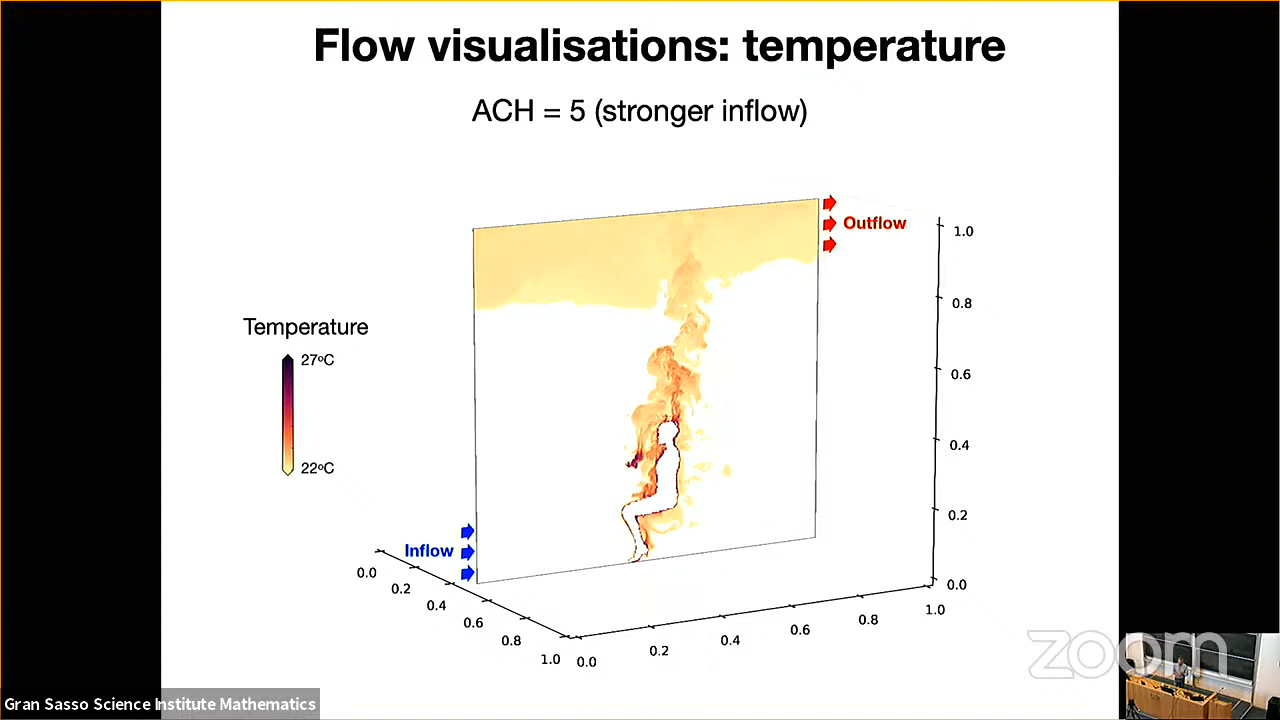 Flow visualisations: temperature
ACH = 5 (stronger inflow)
Outflow
Temperature
27ºC
22ºC
Inflow
1.0
0.8
0.6
0.4
0.2
0.0
0.0
0.2
0.4
0.6
0.8
1.0
0.0
0.2
0.4
0.6
0.8
1.0
zoom
Gran Sasso Science Institute Mathematics